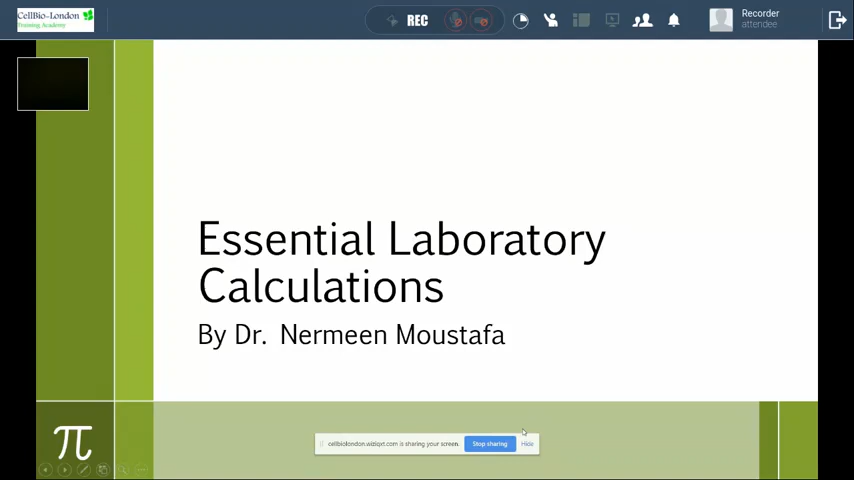 CellBio-London
Training Academy
REC
Recorder
attendee
Essential Laboratory
Calculations
By Dr. Nermeen Moustafa
π
cellbiolondon.wiziqxt.com is sharing your screen.
Stop sharing
Hide